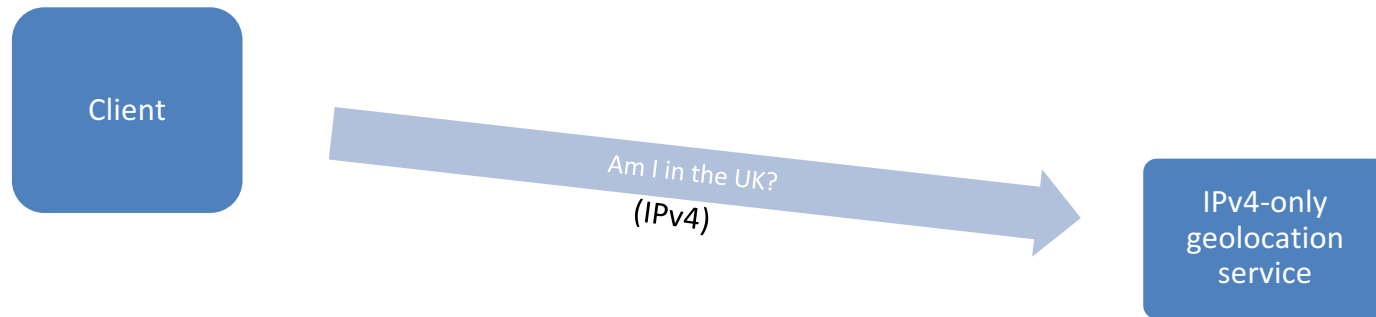 Client
Am I in the UK?
(IPv4)
IPv4-only
geolocation
service